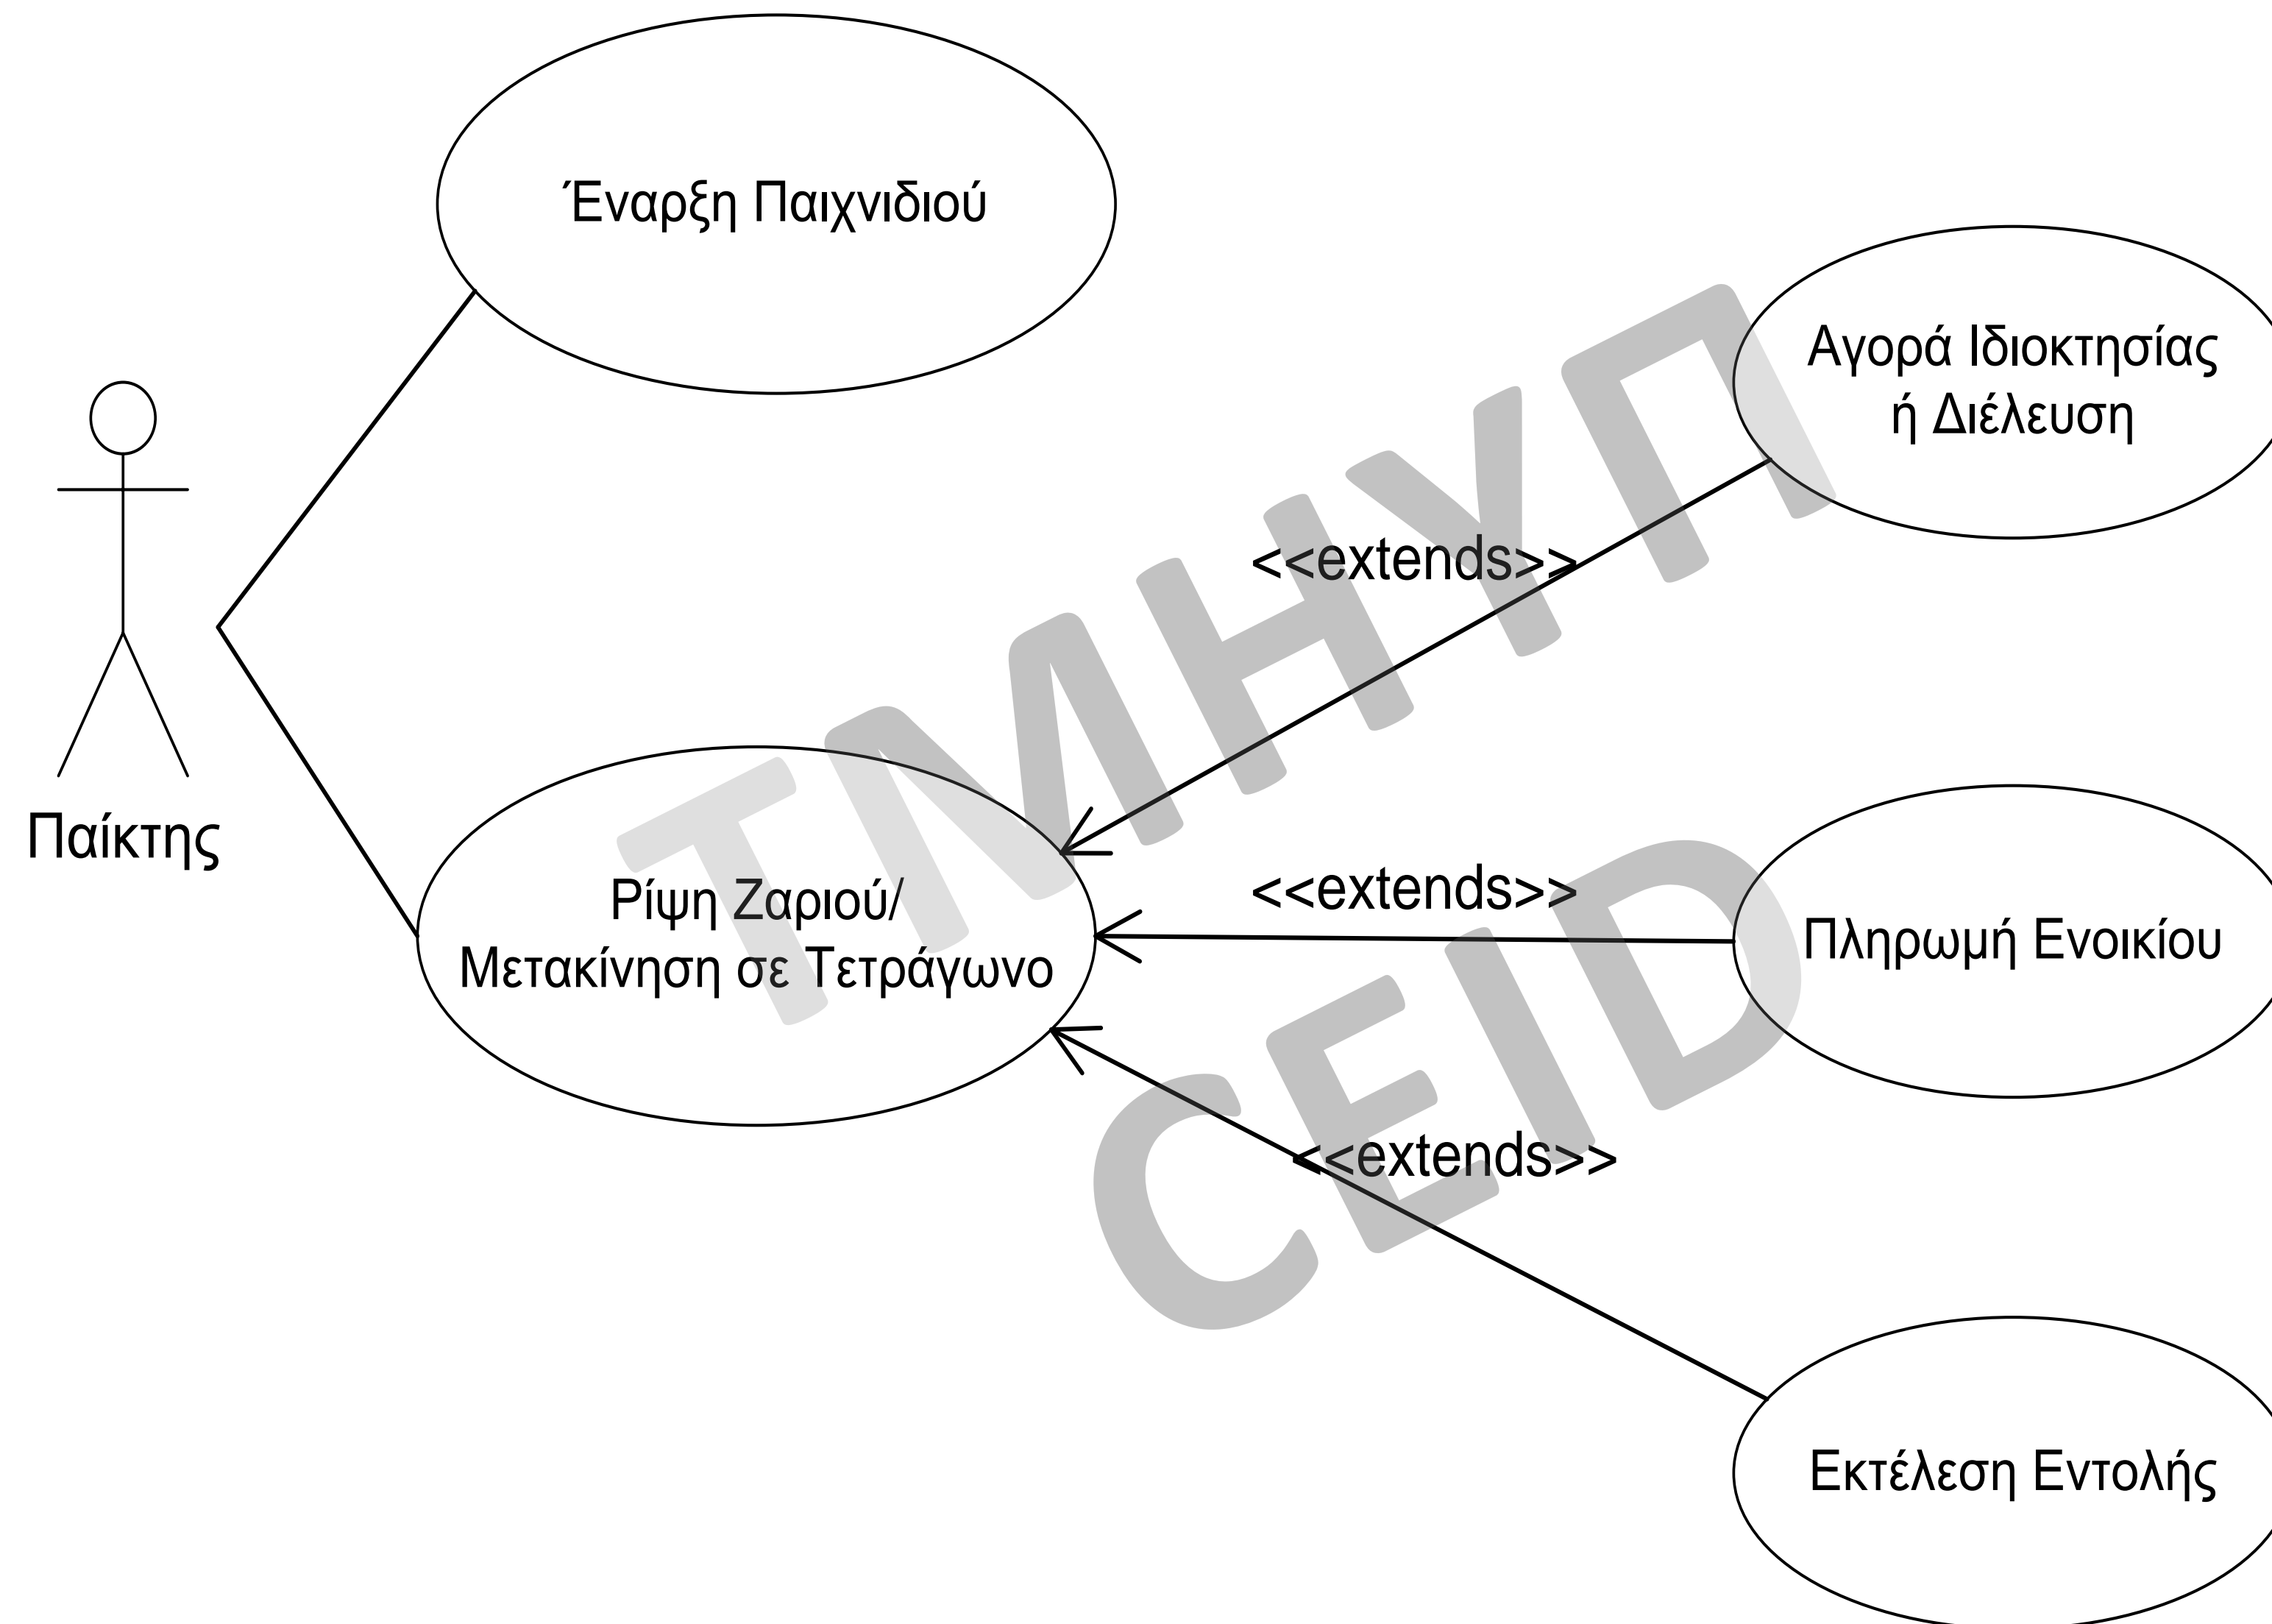 Έναρξη Παιχνιδιού
Αγορά Ιδιοκτησίας
ή Διέλευση
<<extends>>
Παίκτης
Ρίψη Ζαριού/
Μετακίνηση σε Τετράγωνο
<<extends>>
Πληρωμή Ενοικίου
<<extends>>
Εκτέλεση Εντολής
ΤΜΗΥΠ
CEID